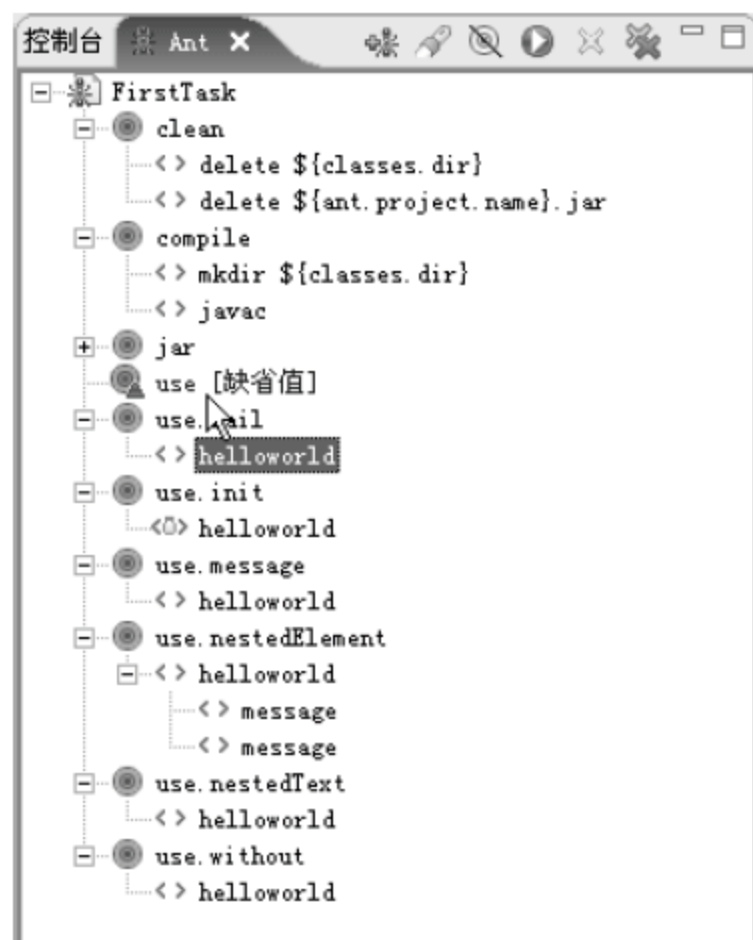 控制台 Ant
FirstTask
clean
delete ${classes.dir}
delete ${ant.project.name}.jar
compile
mkdir ${classes.dir}
javac
jar
use [缺省值]
use. ail
helloworld
use.init
helloworld
use.message
helloworld
use.nestedElement
helloworld
message
message
use.nestedText
helloworld
use.without
helloworld